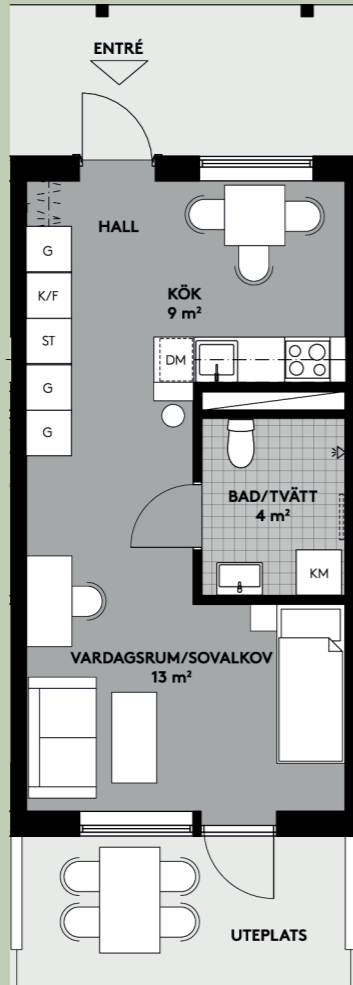 ENTRÉ
HALL
G
K/F
KÖK
9 m²
ST
DM
G
G
BAD/TVÄTT
4 m²
KM
VARDAGSRUM/SOVALKOV
13 m²
UTEPLATS